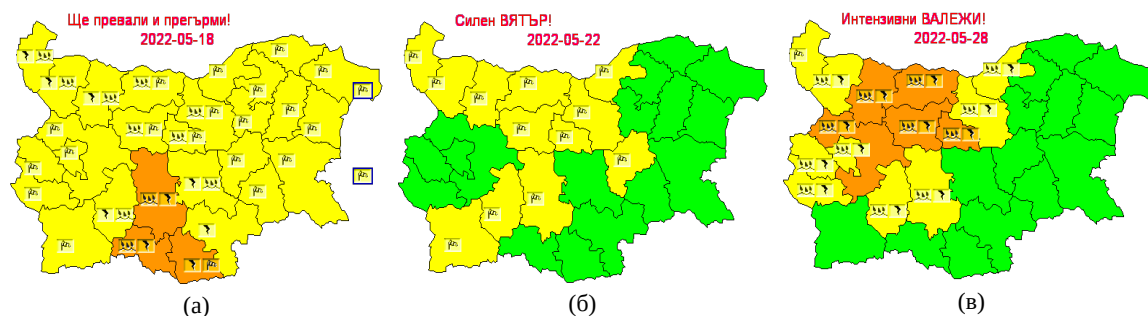 Ще превали и прегърми!
2022-05-18
Силен ВЯТЪР!
2022-05-22
Интензивни ВАЛЕЖИ!
2022-05-28
(а)
(б)
(в)